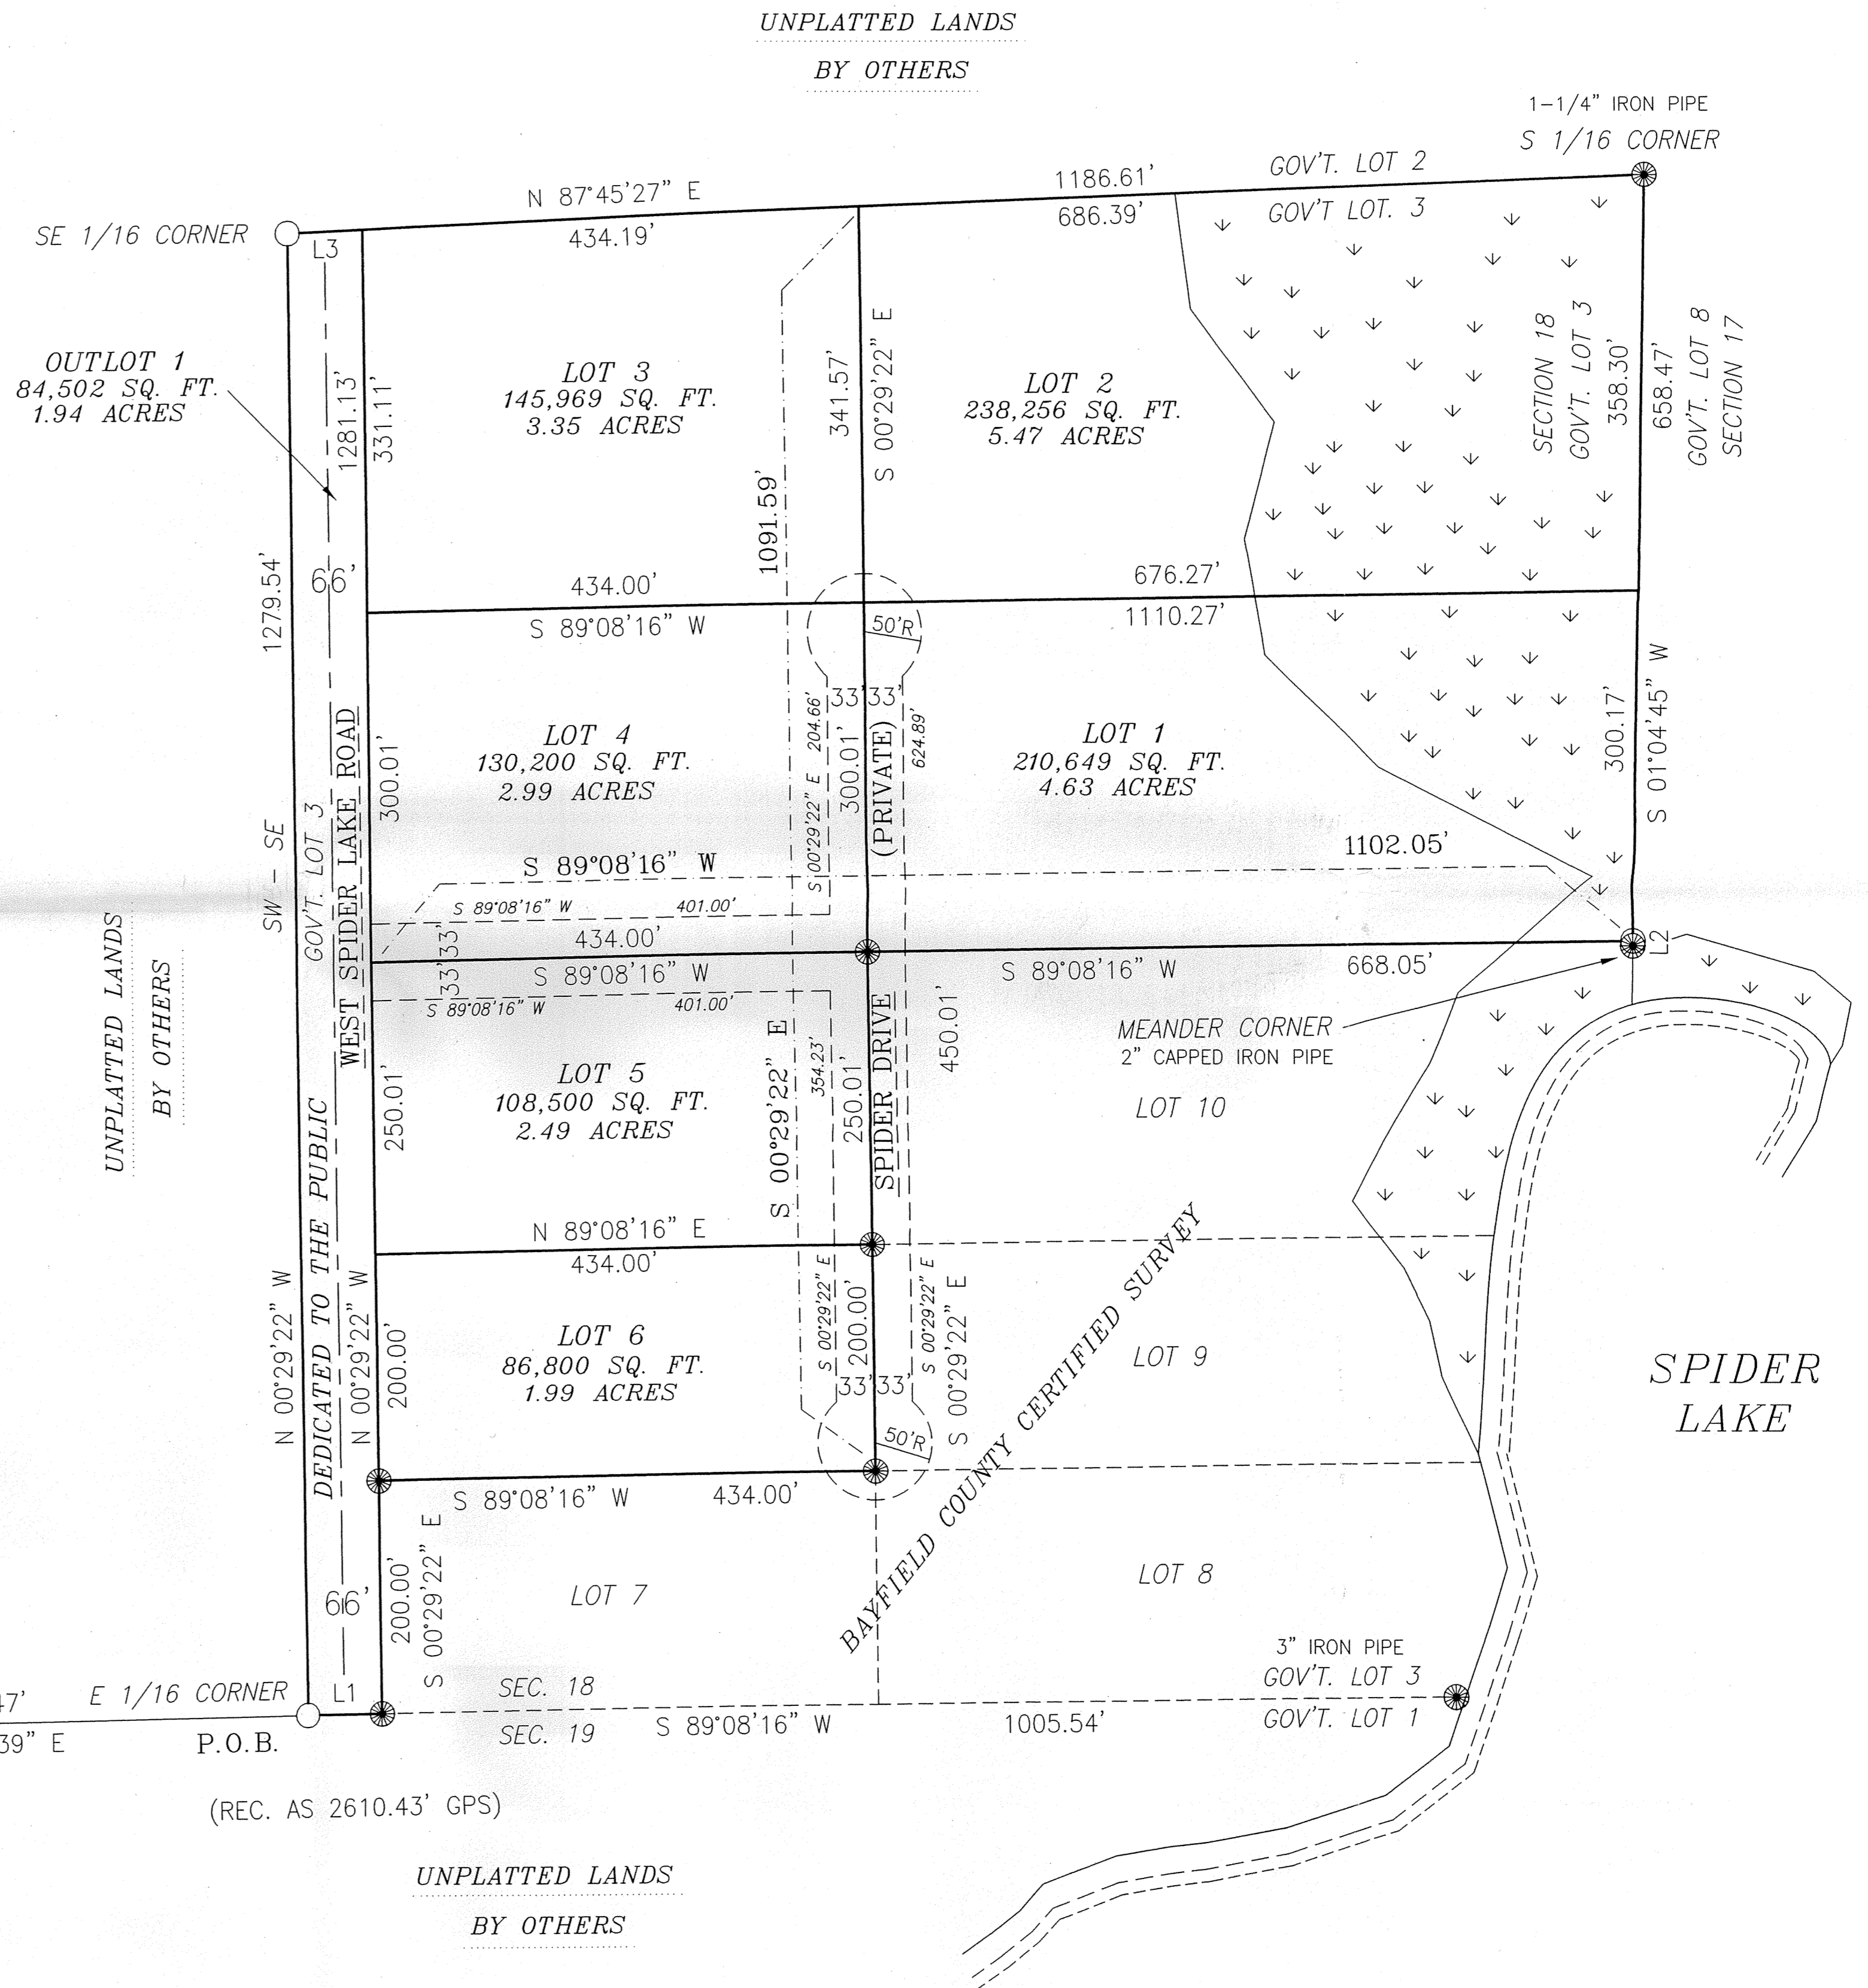 UNPLATTED LANDS
BY OTHERS
1-1/4" IRON PIPE
S 1/16 CORNER
GOV'T. LOT 2
1186.61'
N 87°45'27" E
GOV'T LOT. 3
686.39'
434.19'
SE 1/16 CORNER
L3
OUTLOT 1
84,502 SQ. FT.
1.94 ACRES
1281.13'
331.11'
LOT 3
145,969 SQ. FT.
3.35 ACRES
341.57'
S 00°29'22" E
LOT 2
238,256 SQ. FT.
5.47 ACRES
SECTION 18
GOV'T. LOT 3
358.30'
658.47'
GOV'T. LOT 8
SECTION 17
1091.59'
1279.54'
66'
434.00'
S 89°08'16" W
676.27'
1110.27'
50'R
33'
33'
LOT 4
130,200 SQ. FT.
2.99 ACRES
300.01'
S 00°29'22" E 204.66'
300.01'
(PRIVATE)
624.89'
LOT 1
210,649 SQ. FT.
4.63 ACRES
300.17'
S 01°04'45" W
SW - SE
GOV'T. LOT 3
WEST SPIDER LAKE ROAD
S 89°08'16" W
1102.05'
S 89°08'16" W
401.00'
33'
33'
434.00'
S 89°08'16" W
S 89°08'16" W
668.05'
L2
S 89°08'16" W
401.00'
UNPLATTED LANDS
BY OTHERS
MEANDER CORNER
2" CAPPED IRON PIPE
LOT 5
108,500 SQ. FT.
2.49 ACRES
250.01'
S 00°29'22" E
354.23'
250.01'
SPIDER DRIVE
450.01'
LOT 10
N 89°08'16" E
434.00'
DEDICATED TO THE PUBLIC
N 00°29'22" W
N 00°29'22" W
200.00'
LOT 6
86,800 SQ. FT.
1.99 ACRES
S 00°29'22" E
200.00'
S 00°29'22" E
S 00°29'22" E
33'
33'
50'R
BAYFIELD COUNTY CERTIFIED SURVEY
LOT 9
SPIDER
LAKE
S 89°08'16" W
434.00'
200.00'
S 00°29'22" E
66'
LOT 7
LOT 8
3" IRON PIPE
GOV'T. LOT 3
GOV'T. LOT 1
47'
E 1/16 CORNER
L1
SEC. 18
SEC. 19
S 89°08'16" W
1005.54'
39" E
P.O.B.
(REC. AS 2610.43' GPS)
UNPLATTED LANDS
BY OTHERS